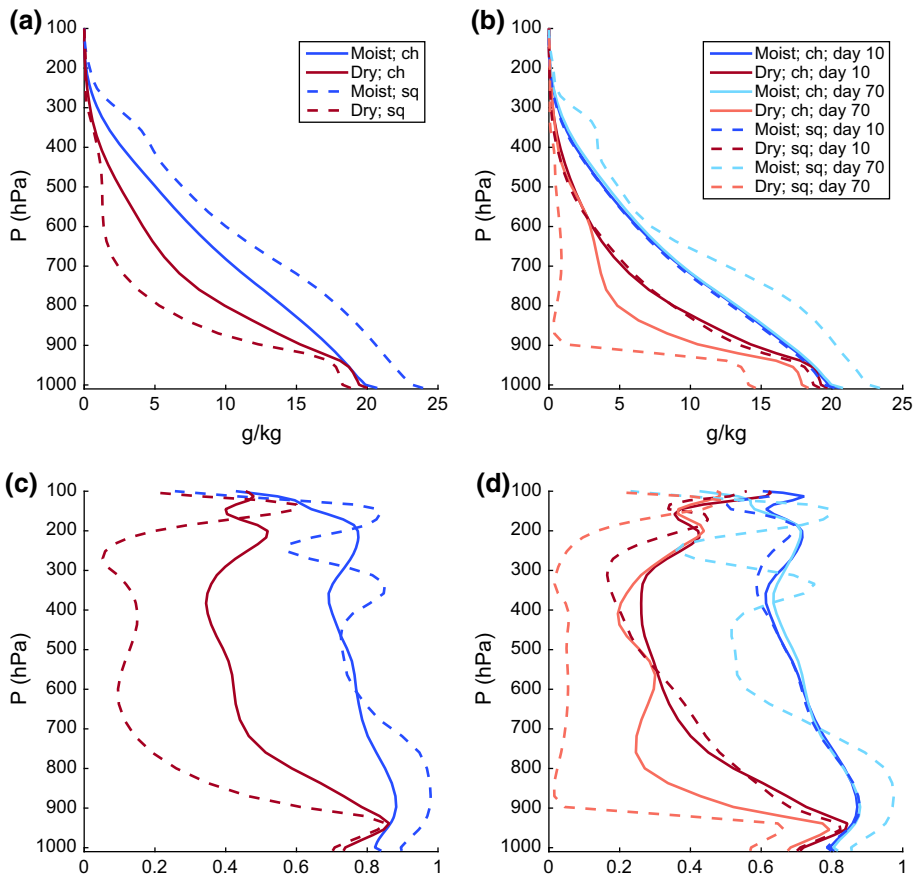 (a)
100
200
300
400
500
600
700
800
900
1000
P (hPa)
0
5
10
15
20
25
g/kg
Moist; ch
Dry; ch
Moist; sq
Dry; sq
(b)
100
200
300
400
500
600
700
800
900
1000
P (hPa)
0
5
10
15
20
25
g/kg
Moist; ch; day 10
Dry; ch; day 10
Moist; ch; day 70
Dry; ch; day 70
Moist; sq; day 10
Dry; sq; day 10
Moist; sq; day 70
Dry; sq; day 70
(c)
100
200
300
400
500
600
700
800
900
1000
P (hPa)
0
0.2
0.4
0.6
0.8
1
(d)
100
200
300
400
500
600
700
800
900
1000
P (hPa)
0
0.2
0.4
0.6
0.8
1